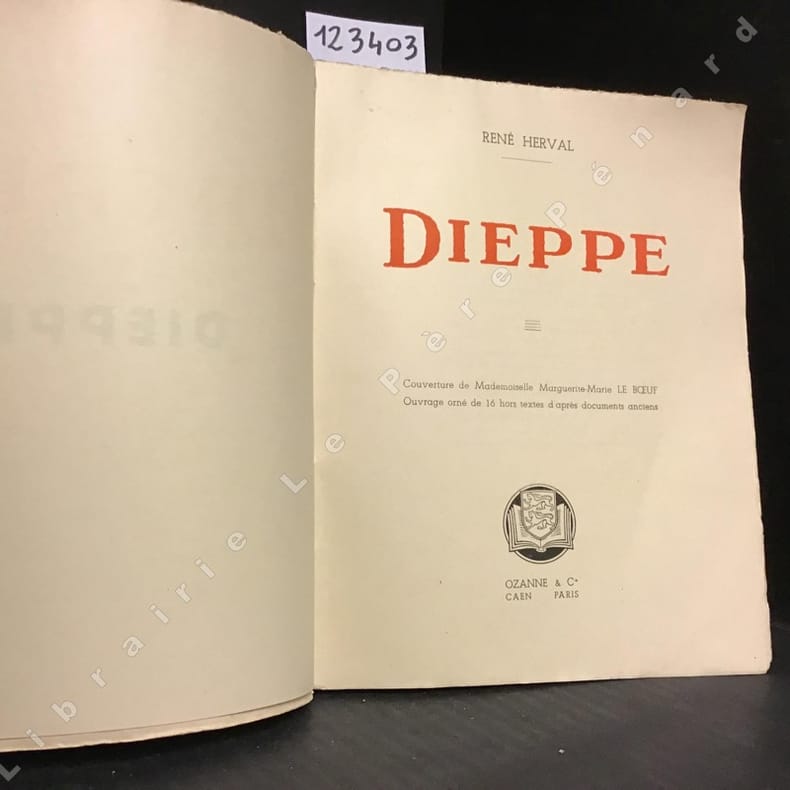 123403
RENÉ HERVAL
DIEPPE
Couverture de Mademoiselle Marguerite-Marie LE BŒUF
Ouvrage orné de 16 hors textes d'après documents anciens
OZANNE & Cie
CAEN PARIS
DIEPPE
Librairie Le Père Pénard